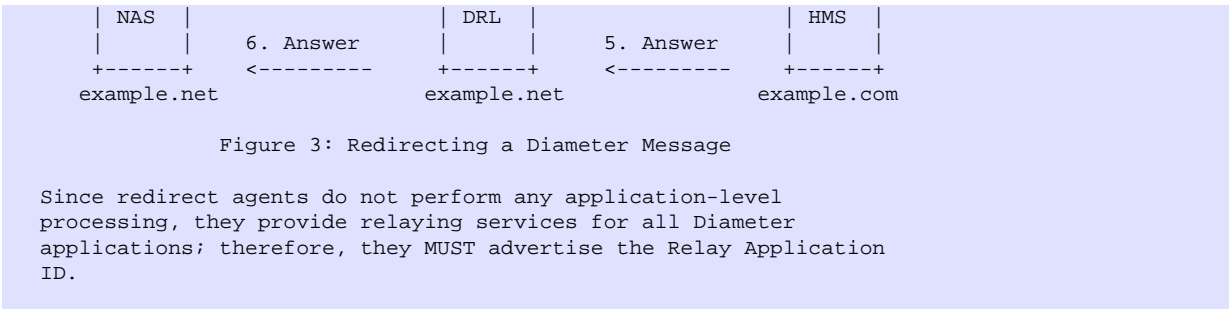 | NAS  |                | DRL  |                | HMS  |
|      |    6. Answer   |      |    5. Answer   |      |
+------+   <---------   +------+   <---------   +------+
example.net             example.net             example.com
Figure 3: Redirecting a Diameter Message
Since redirect agents do not perform any application-level
processing, they provide relaying services for all Diameter
applications; therefore, they MUST advertise the Relay Application
ID.